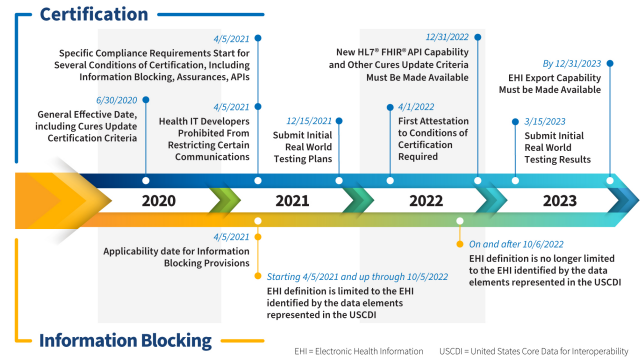 Certification
4/5/2021
Specific Compliance Requirements Start for
Several Conditions of Certification, Including
Information Blocking, Assurances, APIs
12/31/2022
New HL7® FHIR® API Capability
and Other Cures Update Criteria
Must Be Made Available
By 12/31/2023
EHI Export Capability
Must Be Made Available
6/30/2020
General Effective Date,
including Cures Update
Certification Criteria
4/5/2021
Health IT Developers
Prohibited From
Restricting Certain
Communications
12/15/2021
Submit Initial
Real World
Testing Plans
4/1/2022
First Attestation
to Conditions of
Certification
Required
3/15/2023
Submit Initial
Real World
Testing Results
2020
2021
2022
2023
4/5/2021
Applicability date for Information
Blocking Provisions
Starting 4/5/2021 and up through 10/5/2022
EHI definition is limited to the EHI
identified by the data elements
represented in the USCDI
On and after 10/6/2022
EHI definition is no longer limited
to the EHI identified by the data
elements represented in the USCDI
Information Blocking
EHI = Electronic Health Information USCDI = United States Core Data for Interoperability